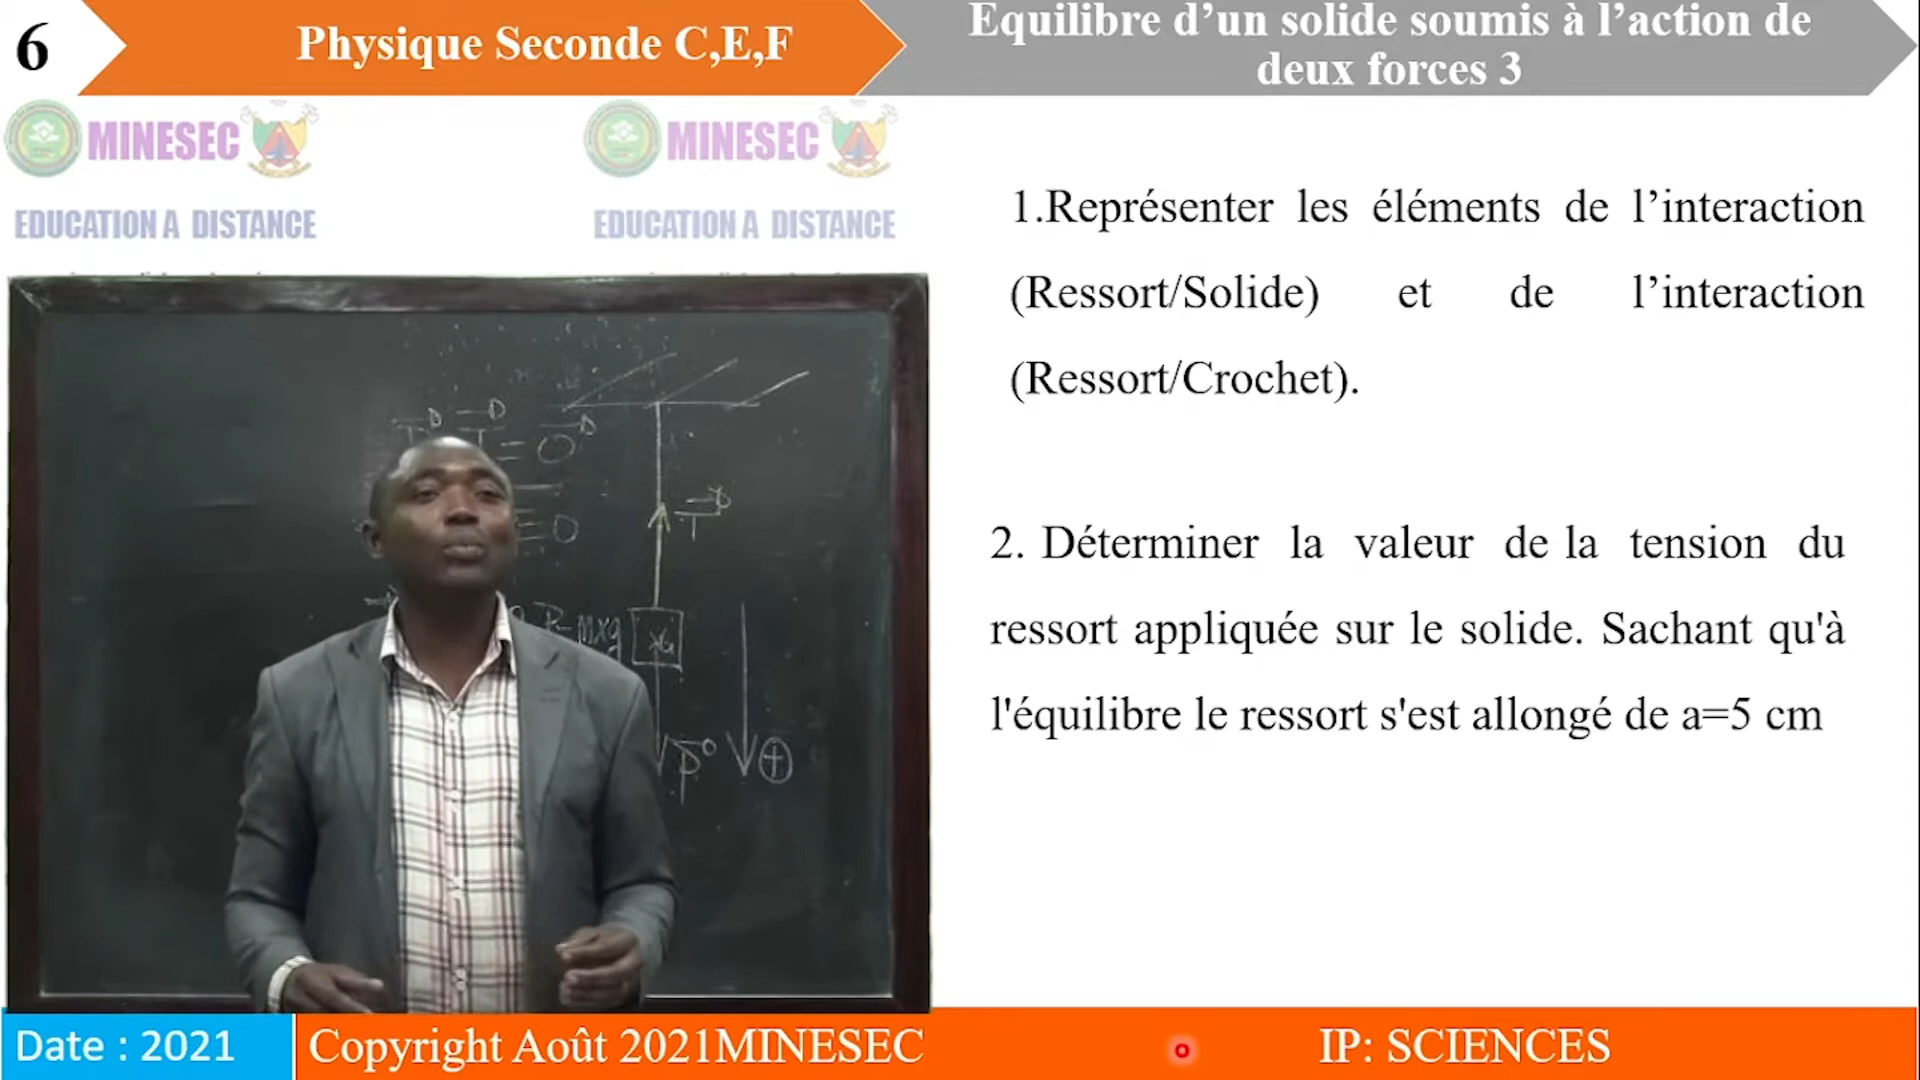 6
Physique Seconde C,E,F
Equilibre d’un solide soumis à l’action de
deux forces 3
MINESEC
MINESEC
EDUCATION A DISTANCE
EDUCATION A DISTANCE
1.Représenter les éléments de l’interaction
(Ressort/Solide) et de l’interaction
(Ressort/Crochet).
2. Déterminer la valeur de la tension du
ressort appliquée sur le solide. Sachant qu'à
l'équilibre le ressort s'est allongé de a=5 cm
= 0
T
= 0
P=mxg
G
P
+
Date : 2021
Copyright Août 2021MINESEC
IP: SCIENCES